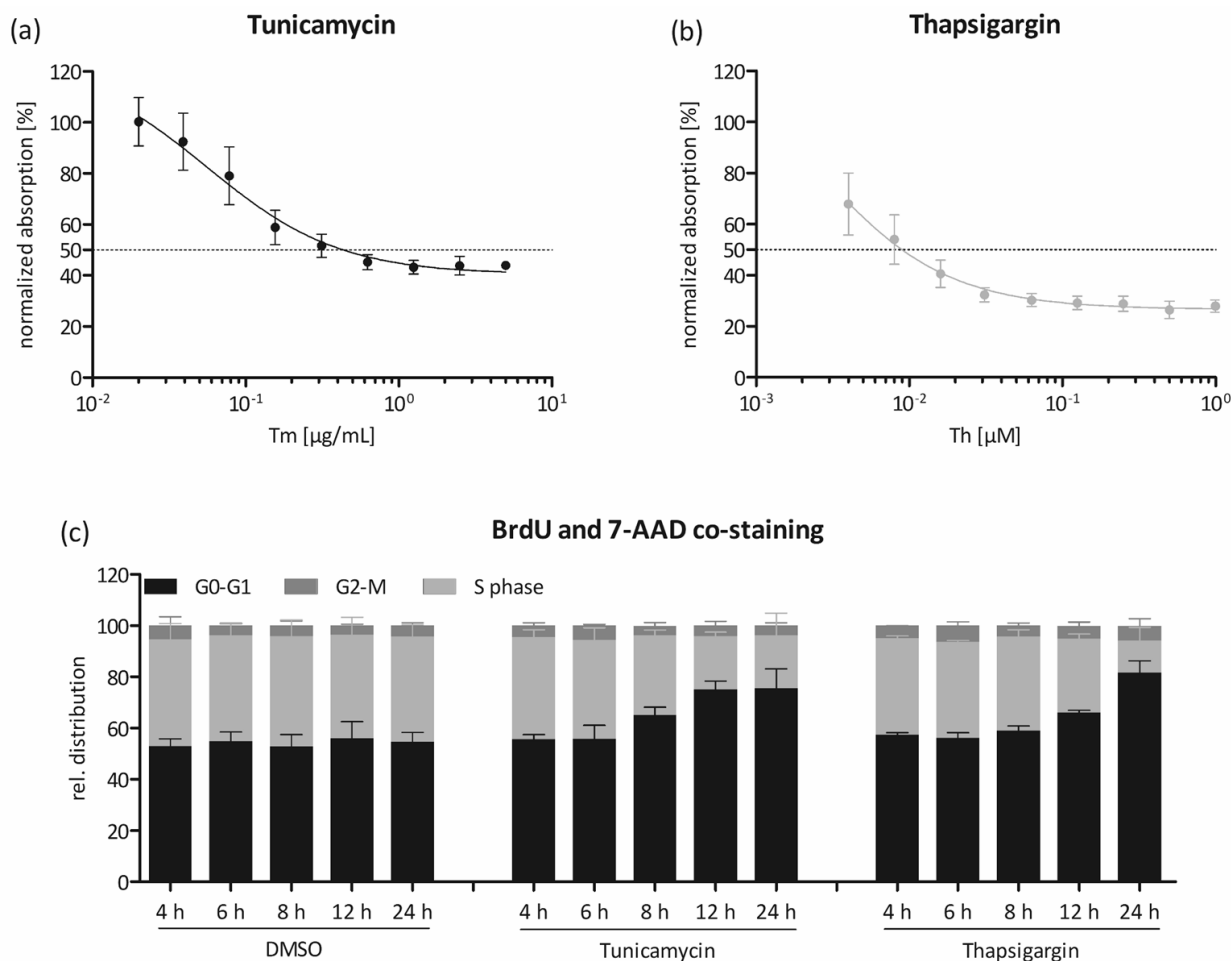 (a)
Tunicamycin
normalized absorption [%]
120
100
80
60
50
40
20
0
10⁻² 10⁻¹ 10⁰ 10¹
Tm [µg/mL]
(b)
Thapsigargin
normalized absorption [%]
120
100
80
60
50
40
20
0
10⁻³ 10⁻² 10⁻¹ 10⁰
Th [µM]
(c)
BrdU and 7-AAD co-staining
G0-G1 G2-M S phase
rel. distribution
120
100
80
60
40
20
0
4 h 6 h 8 h 12 h 24 h 4 h 6 h 8 h 12 h 24 h 4 h 6 h 8 h 12 h 24 h
DMSO Tunicamycin Thapsigargin